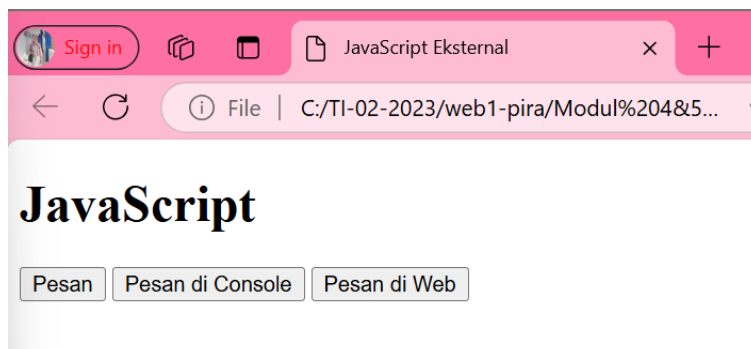 Sign in
JavaScript Eksternal
File
C:/TI-02-2023/web1-pira/Modul%204&5...
JavaScript
Pesan
Pesan di Console
Pesan di Web